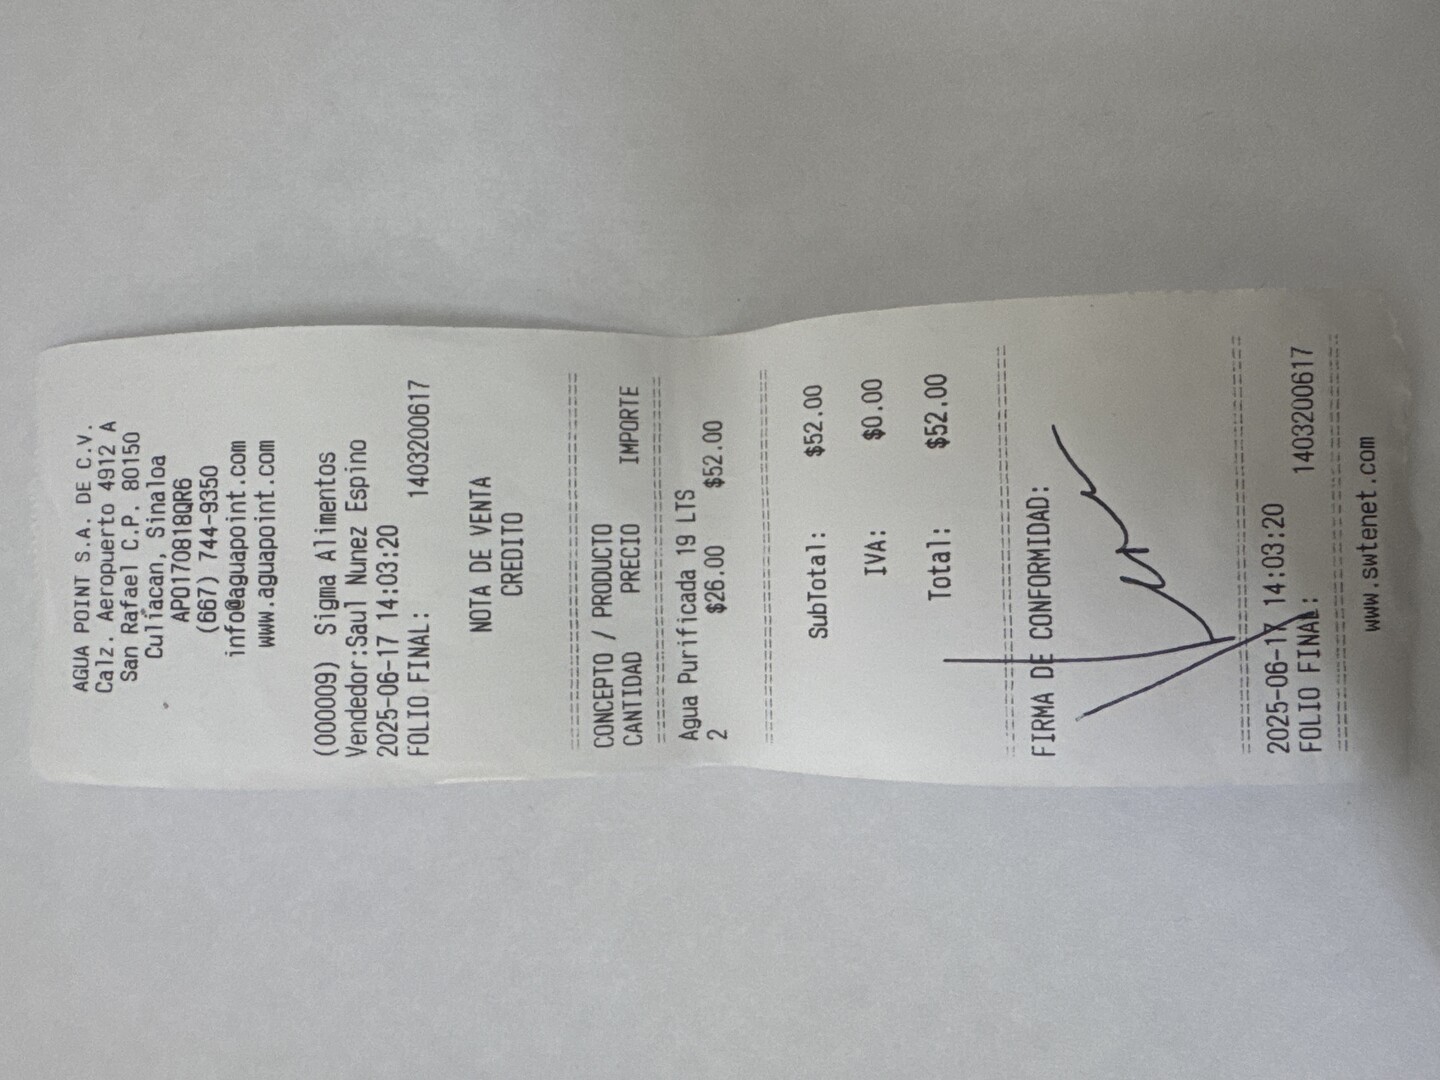 AGUA POINT S.A. DE C.V.
Calz. Aeropuerto 4912 A
San Rafael C.P. 80150
Culiacan, Sinaloa
APO170818QR6
(667) 744-9350
info@aguapoint.com
www.aguapoint.com
(000009) Sigma Alimentos
Vendedor:Saul Nunez Espino
2025-06-17 14:03:20
FOLIO FINAL: 1403200617
NOTA DE VENTA
CREDITO
==============================
CONCEPTO / PRODUCTO
CANTIDAD PRECIO IMPORTE
==============================
Agua Purificada 19 LTS
2 $26.00 $52.00
==============================
SubTotal: $52.00
IVA: $0.00
Total: $52.00
==============================
FIRMA DE CONFORMIDAD:
==============================
2025-06-17 14:03:20
FOLIO FINAL: 1403200617
==============================
www.swtenet.com